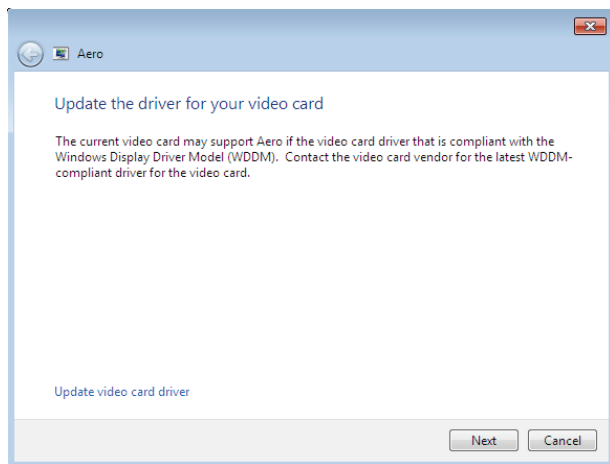 Aero
Update the driver for your video card
The current video card may support Aero if the video card driver that is compliant with the
Windows Display Driver Model (WDDM).  Contact the video card vendor for the latest WDDM-
compliant driver for the video card.
Update video card driver
Next Cancel